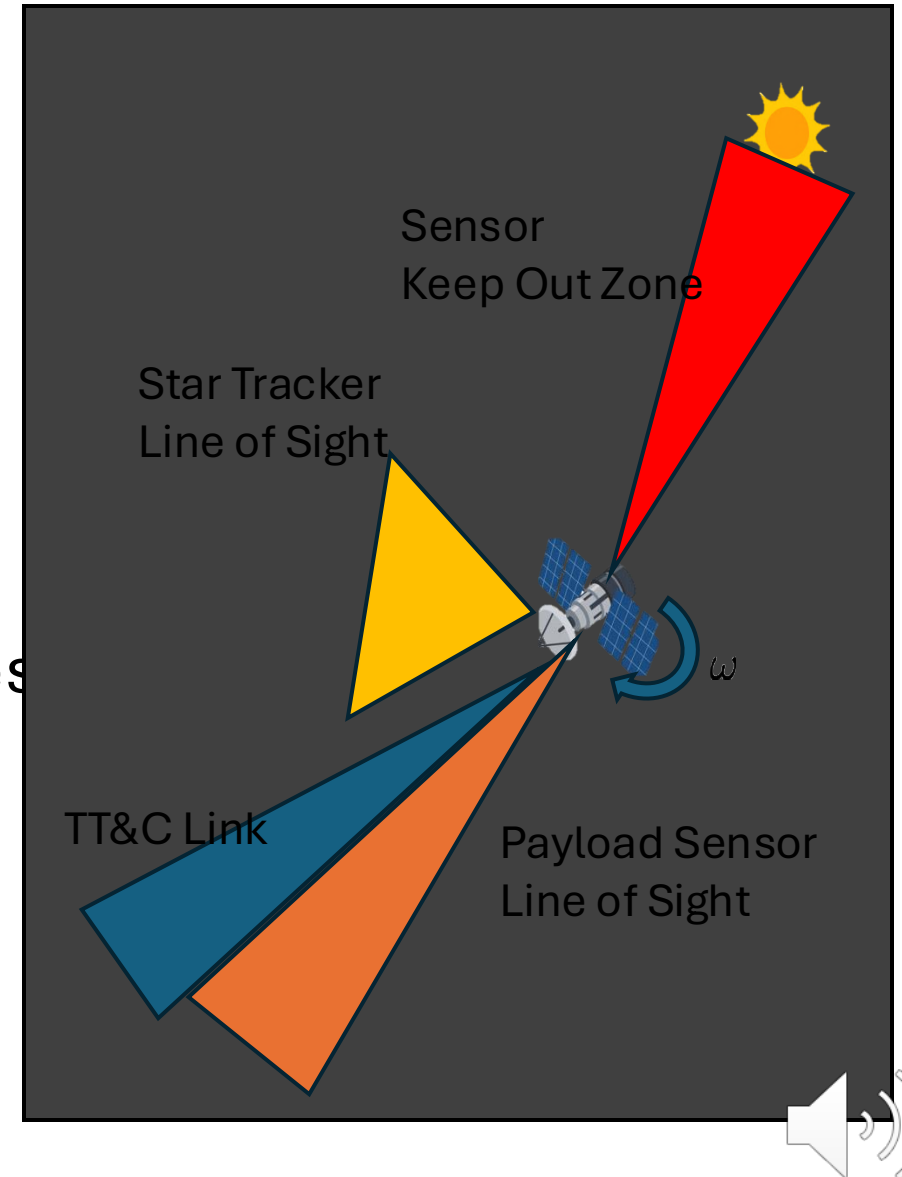 Sensor
Keep Out Zone
Star Tracker
Line of Sight
s
ω
TT&C Link
Payload Sensor
Line of Sight